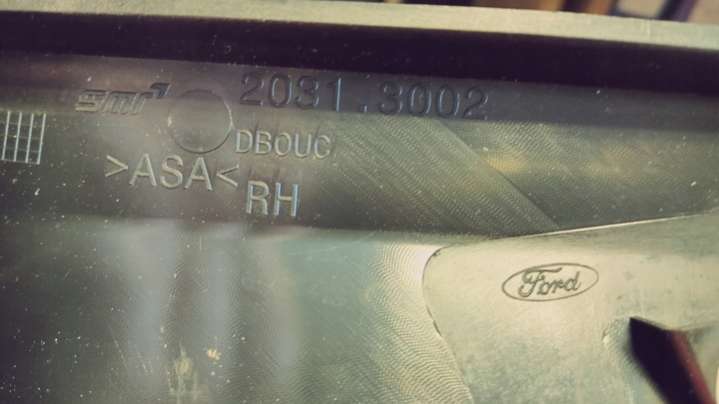 smr 2031.3002
DBOUC
>ASA<
RH
Ford